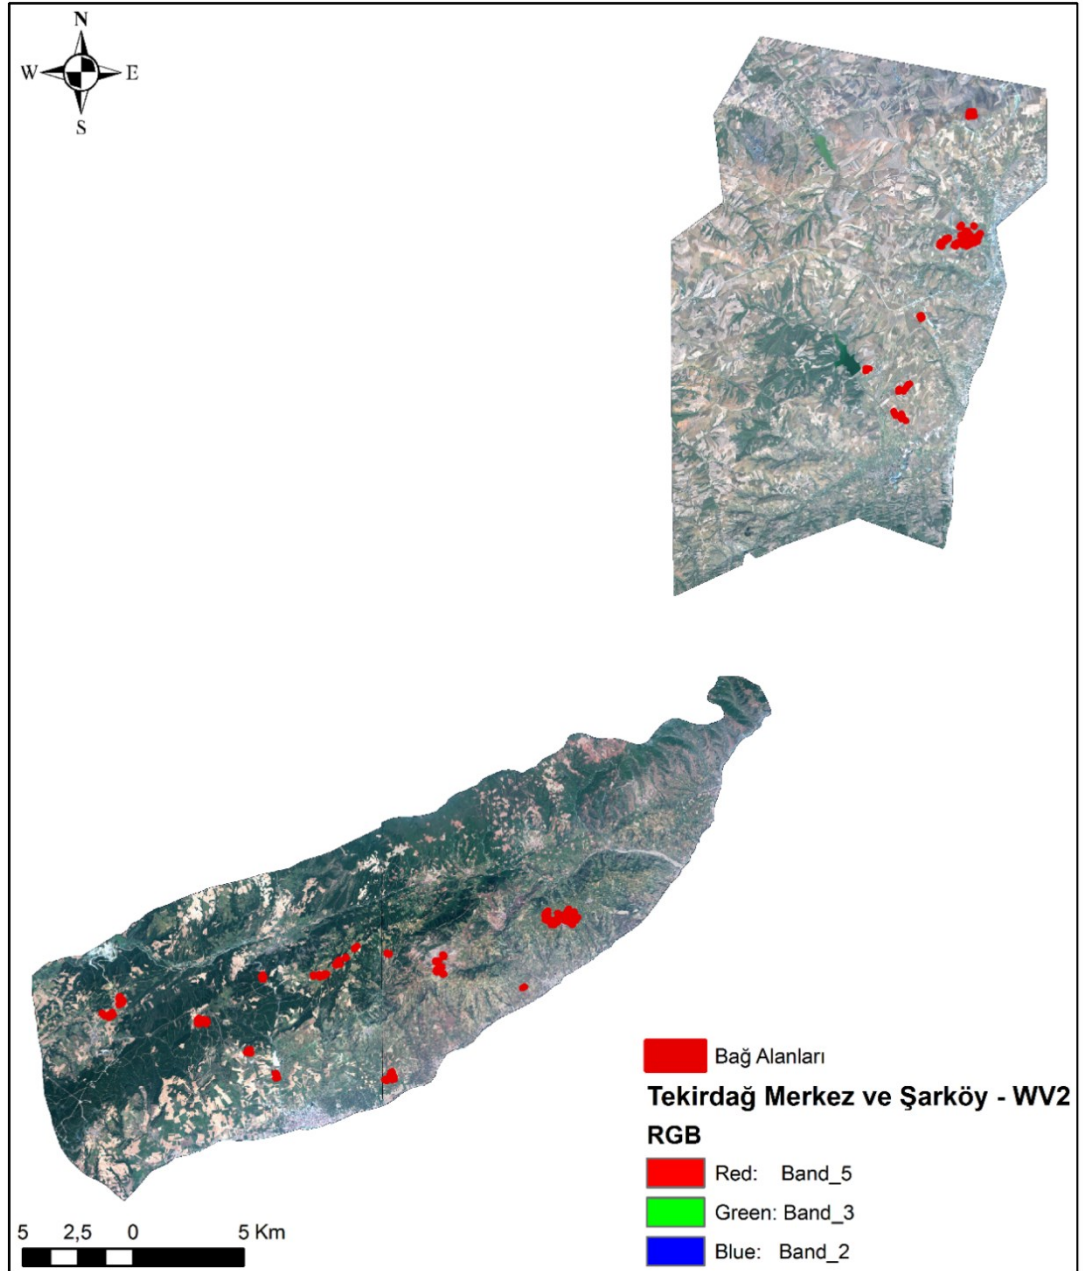 N
W E
S
Bağ Alanları
Tekirdağ Merkez ve Şarköy - WV2
RGB
Red: Band_5
Green: Band_3
Blue: Band_2
5 2,5 0 5 Km